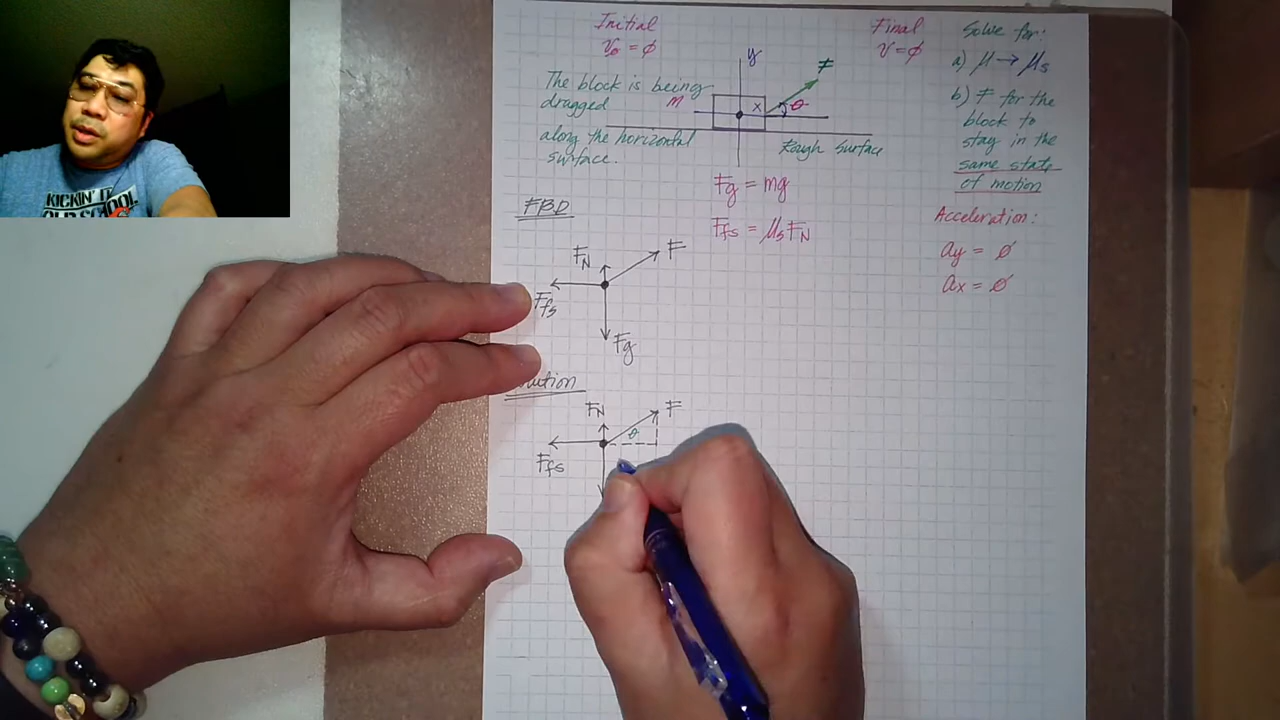 KICKIN' IT
OLD SCHOOL
Initial
v₀ = ϕ
Final
v = ϕ
Solve for:
a) μ → μs
b) F for the
block to
stay in the
same state
of motion
The block is being
dragged
along the horizontal
surface.
m
y
x
F
θ
Rough Surface
Fg = mg
Ffs = μs FN
Acceleration:
ay = ϕ
ax = ϕ
FBD
FN
F
Ffs
Fg
FN
F
θ
Ffs